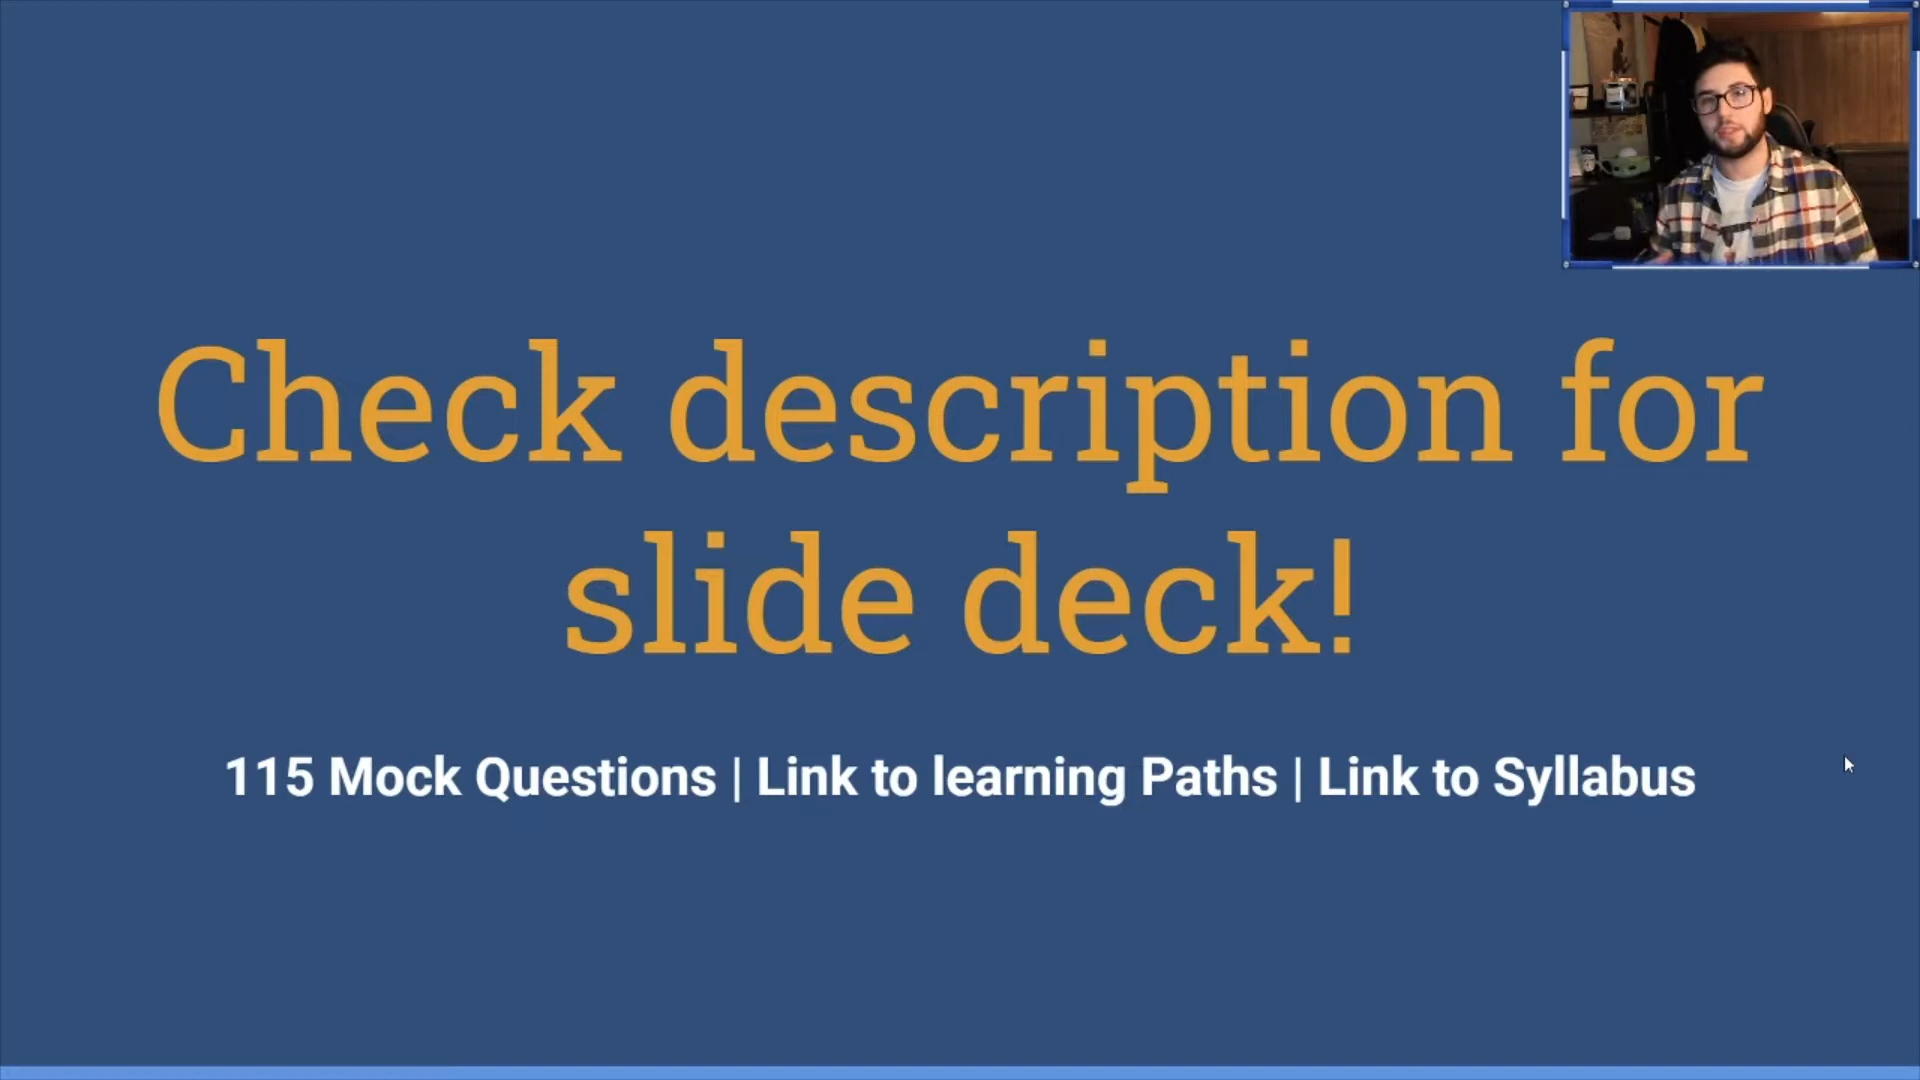 Check description for
slide deck!
115 Mock Questions | Link to learning Paths | Link to Syllabus